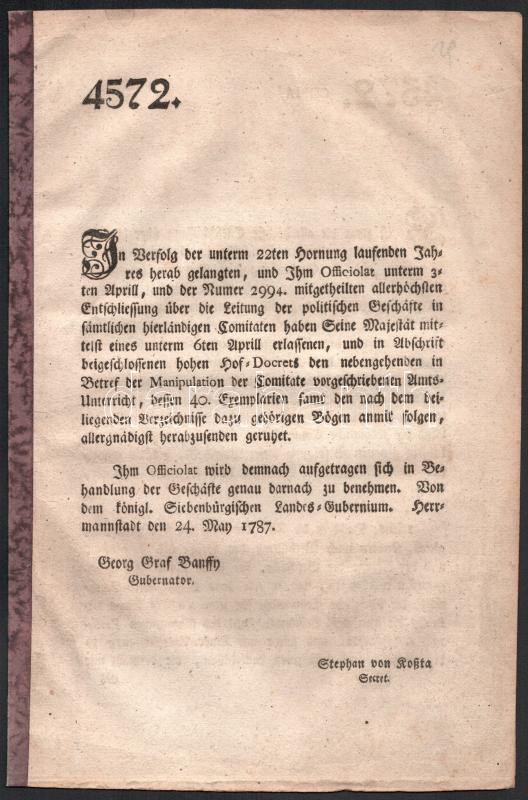 4572.
In Verfolg der unterm 22ten Hornung laufenden Jah-
res herab gelangten, und Ihm Officiolat unterm 3-
ten Aprill, und der Numer 2994. mitgetheilten allerhöchsten
Entschliessung über die Leitung der politischen Geschäfte in
sämtlichen hierländigen Comitaten haben Seine Majestät mit-
telst eines unterm 6ten Aprill erlassenen, und in Abschrift
beigeschlossenen hohen Hof-Docrets den nebengehenden in
Betref der Manipulation der Comitate vorgeschriebenen Amts-
Unterricht, dessen 40. Exemplarien samt den nach dem bei-
liegenden Verzeichnisse dazu gehörigen Bögen anmit folgen,
allergnädigst herabzusenden geruhet.
Ihm Officiolat wird demnach aufgetragen sich in Be-
handlung der Geschäfte genau darnach zu benehmen. Von
dem königl. Siebenbürgischen Landes-Gubernium. Herr-
mannstadt den 24. May 1787.
Georg Graf Banffy
Gubernator.
Stephan von Koßta
Secret.